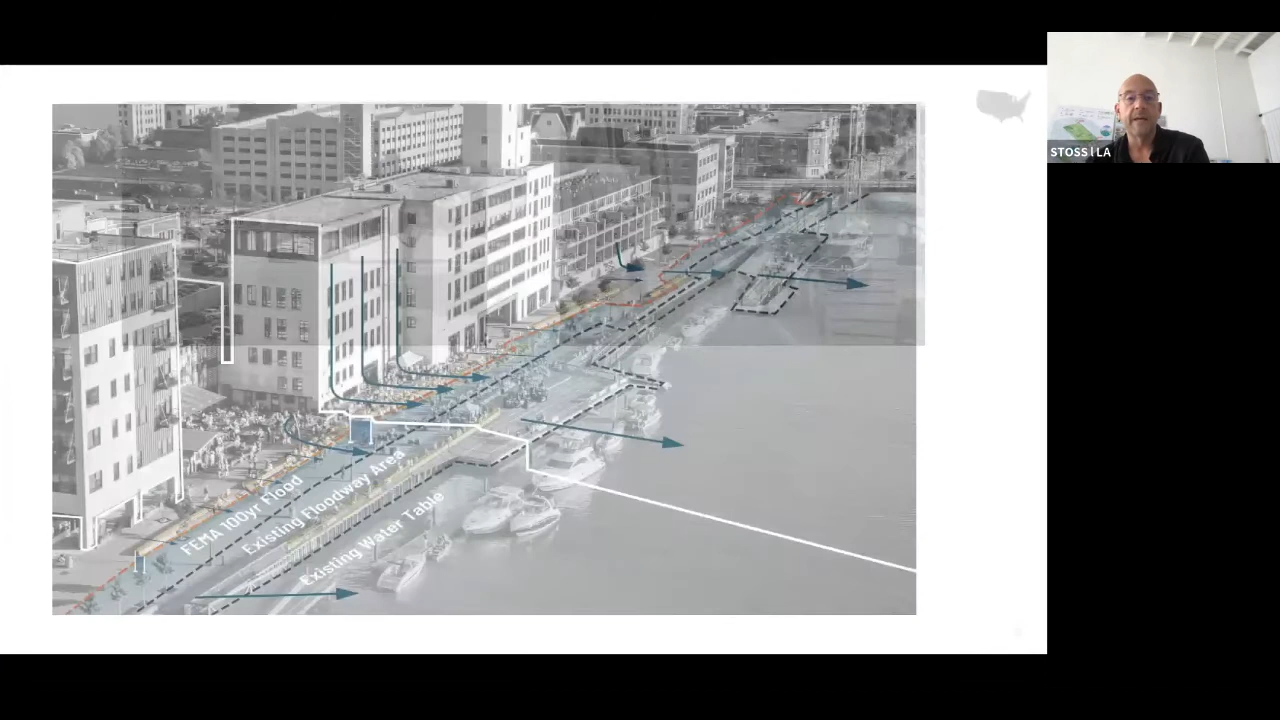 STOSS | LA
FEMA 100yr Flood
Existing Floodway Area
Existing Water Table